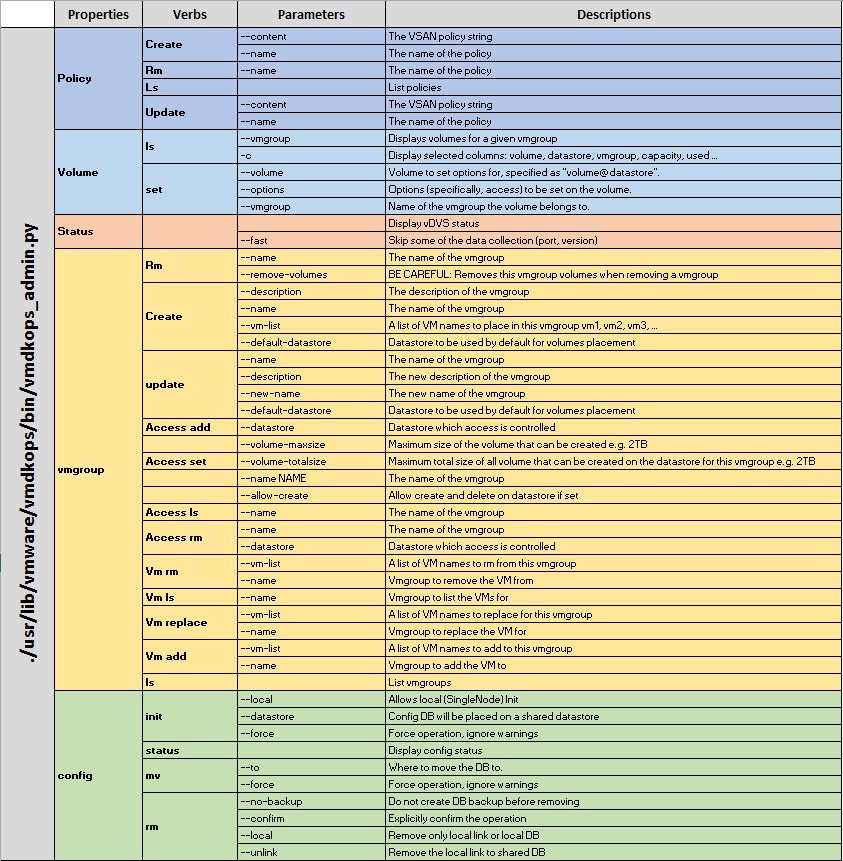 Properties Verbs Parameters Descriptions
./usr/lib/vmware/vmdkops/bin/vmdkops_admin.py
Policy
Create
--content The VSAN policy string
--name The name of the policy
Rm --name The name of the policy
Ls List policies
Update
--content The VSAN policy string
--name The name of the policy
Volume
ls
--vmgroup Displays volumes for a given vmgroup
-c Display selected columns: volume, datastore, vmgroup, capacity, used ...
set
--volume Volume to set options for, specified as "volume@datastore".
--options Options (specifically, access) to be set on the volume.
--vmgroup Name of the vmgroup the volume belongs to.
Status
Display vDVS status
--fast Skip some of the data collection (port, version)
vmgroup
Rm
--name The name of the vmgroup
--remove-volumes BE CAREFUL: Removes this vmgroup volumes when removing a vmgroup
Create
--description The description of the vmgroup
--name The name of the vmgroup
--vm-list A list of VM names to place in this vmgroup vm1, vm2, vm3, ...
--default-datastore Datastore to be used by default for volumes placement
update
--name The name of the vmgroup
--description The new description of the vmgroup
--new-name The new name of the vmgroup
--default-datastore Datastore to be used by default for volumes placement
Access add --datastore Datastore which access is controlled
--volume-maxsize Maximum size of the volume that can be created e.g. 2TB
Access set --volume-totalsize Maximum total size of all volume that can be created on the datastore for this vmgroup e.g. 2TB
--name NAME The name of the vmgroup
--allow-create Allow create and delete on datastore if set
Access ls --name The name of the vmgroup
Access rm
--name The name of the vmgroup
--datastore Datastore which access is controlled
Vm rm
--vm-list A list of VM names to rm from this vmgroup
--name Vmgroup to remove the VM from
Vm ls --name Vmgroup to list the VMs for
Vm replace
--vm-list A list of VM names to replace for this vmgroup
--name Vmgroup to replace the VM for
Vm add
--vm-list A list of VM names to add to this vmgroup
--name Vmgroup to add the VM to
ls List vmgroups
config
init
--local Allows local (SingleNode) Init
--datastore Config DB will be placed on a shared datastore
--force Force operation, ignore warnings
status Display config status
mv
--to Where to move the DB to.
--force Force operation, ignore warnings
rm
--no-backup Do not create DB backup before removing
--confirm Explicitly confirm the operation
--local Remove only local link or local DB
--unlink Remove the local link to shared DB